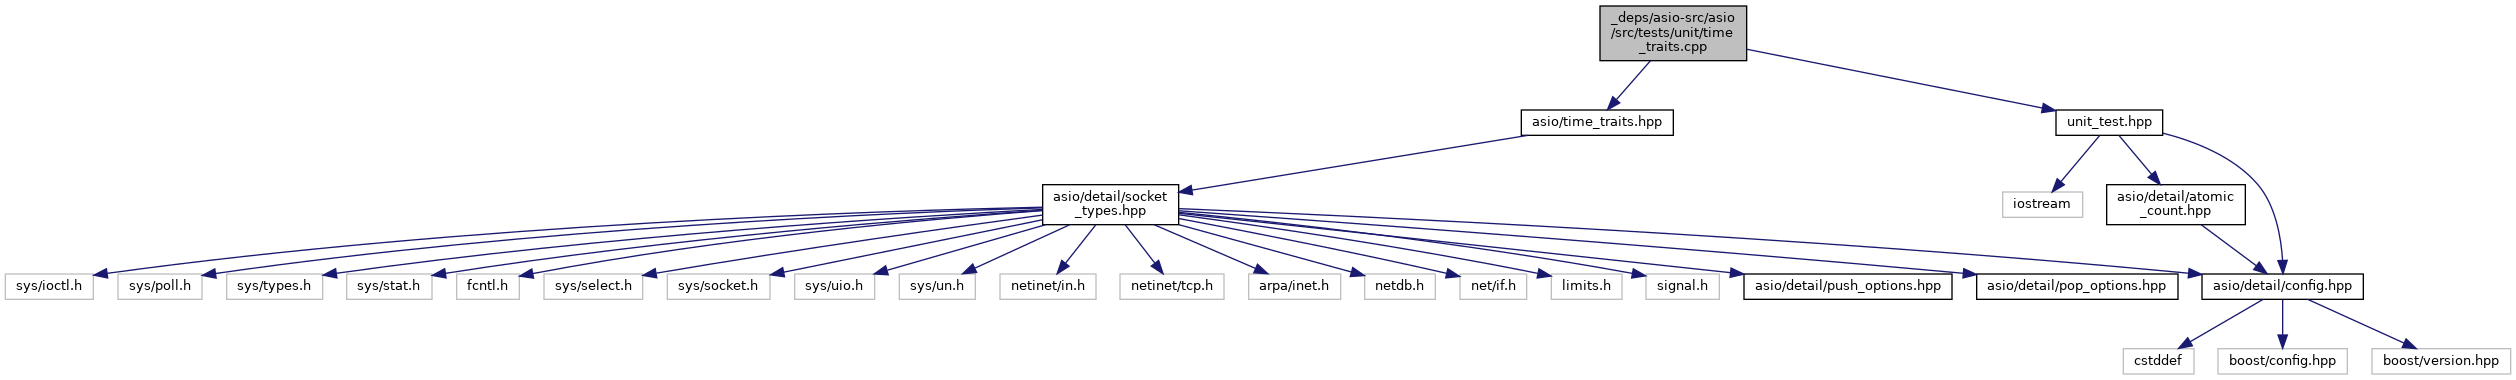 _deps/asio-src/asio
/src/tests/unit/time
_traits.cpp
asio/time_traits.hpp
unit_test.hpp
asio/detail/socket
_types.hpp
iostream
asio/detail/atomic
_count.hpp
sys/ioctl.h
sys/poll.h
sys/types.h
sys/stat.h
fcntl.h
sys/select.h
sys/socket.h
sys/uio.h
sys/un.h
netinet/in.h
netinet/tcp.h
arpa/inet.h
netdb.h
net/if.h
limits.h
signal.h
asio/detail/push_options.hpp
asio/detail/pop_options.hpp
asio/detail/config.hpp
cstddef
boost/config.hpp
boost/version.hpp